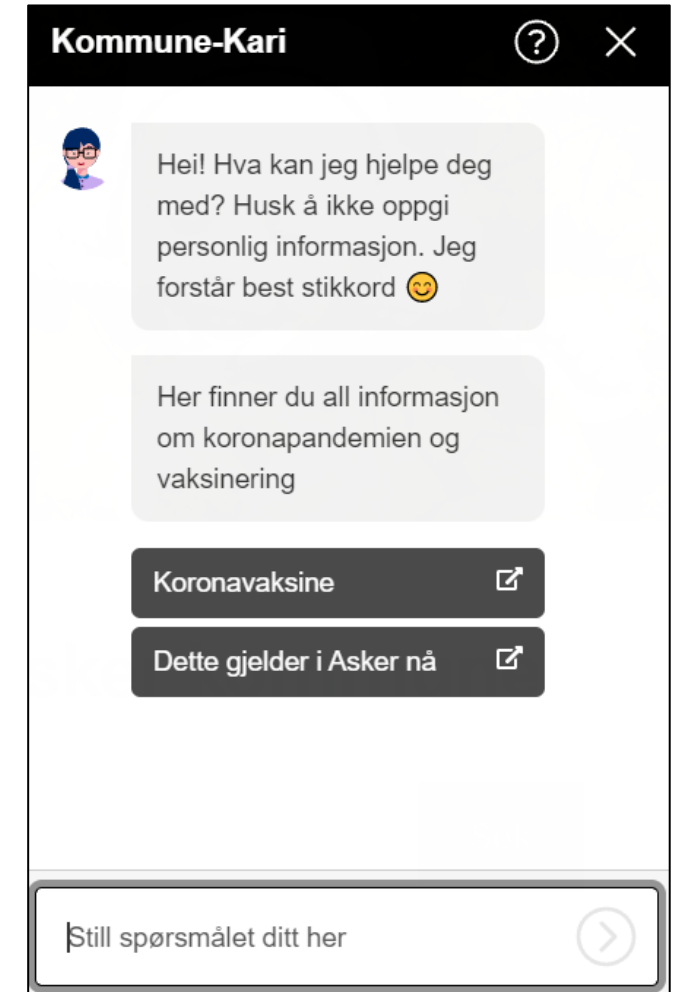 Kommune-Kari
Hei! Hva kan jeg hjelpe deg
med? Husk å ikke oppgi
personlig informasjon. Jeg
forstår best stikkord 😊
Her finner du all informasjon
om koronapandemien og
vaksinering
Koronavaksine
Dette gjelder i Asker nå
Still spørsmålet ditt her